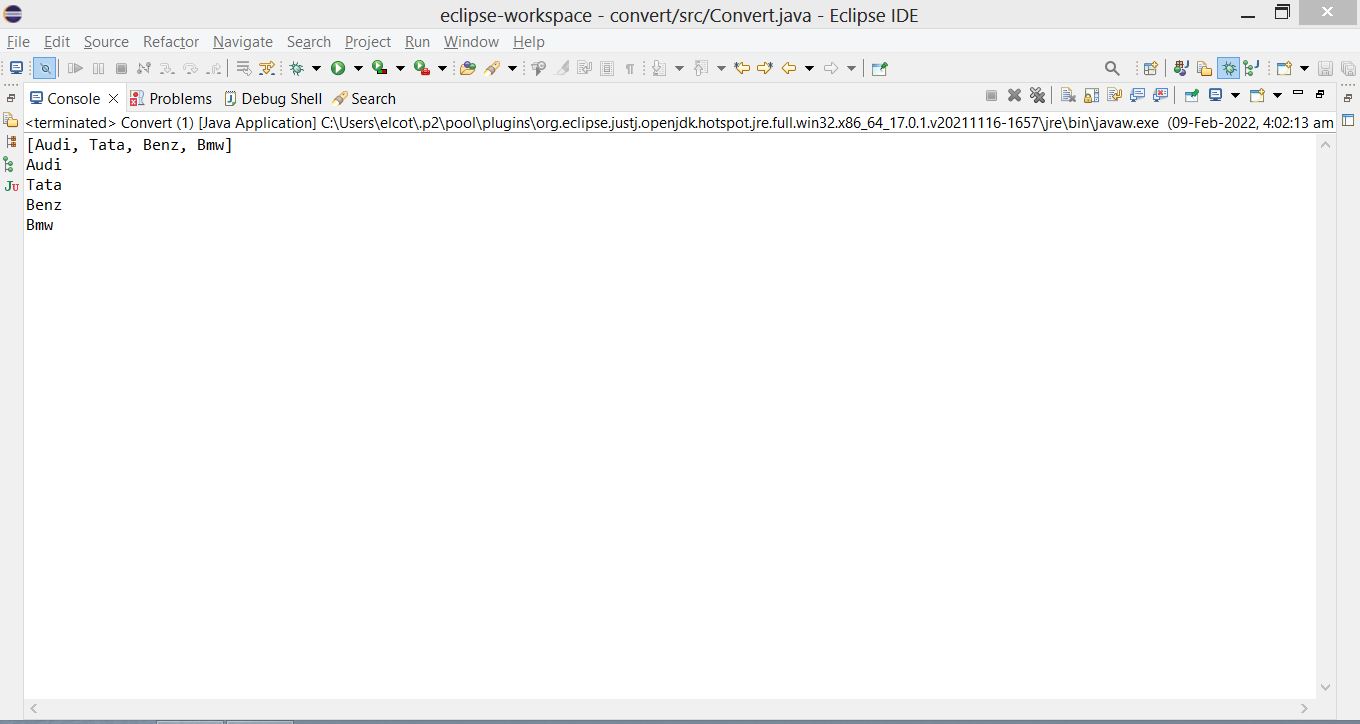 eclipse-workspace - convert/src/Convert.java - Eclipse IDE
File Edit Source Refactor Navigate Search Project Run Window Help
Console Problems Debug Shell Search
<terminated> Convert (1) [Java Application] C:\Users\elcot\.p2\pool\plugins\org.eclipse.justj.openjdk.hotspot.jre.full.win32.x86_64_17.0.1.v20211116-1657\jre\bin\javaw.exe (09-Feb-2022, 4:02:13 am
[Audi, Tata, Benz, Bmw]
Audi
Tata
Benz
Bmw